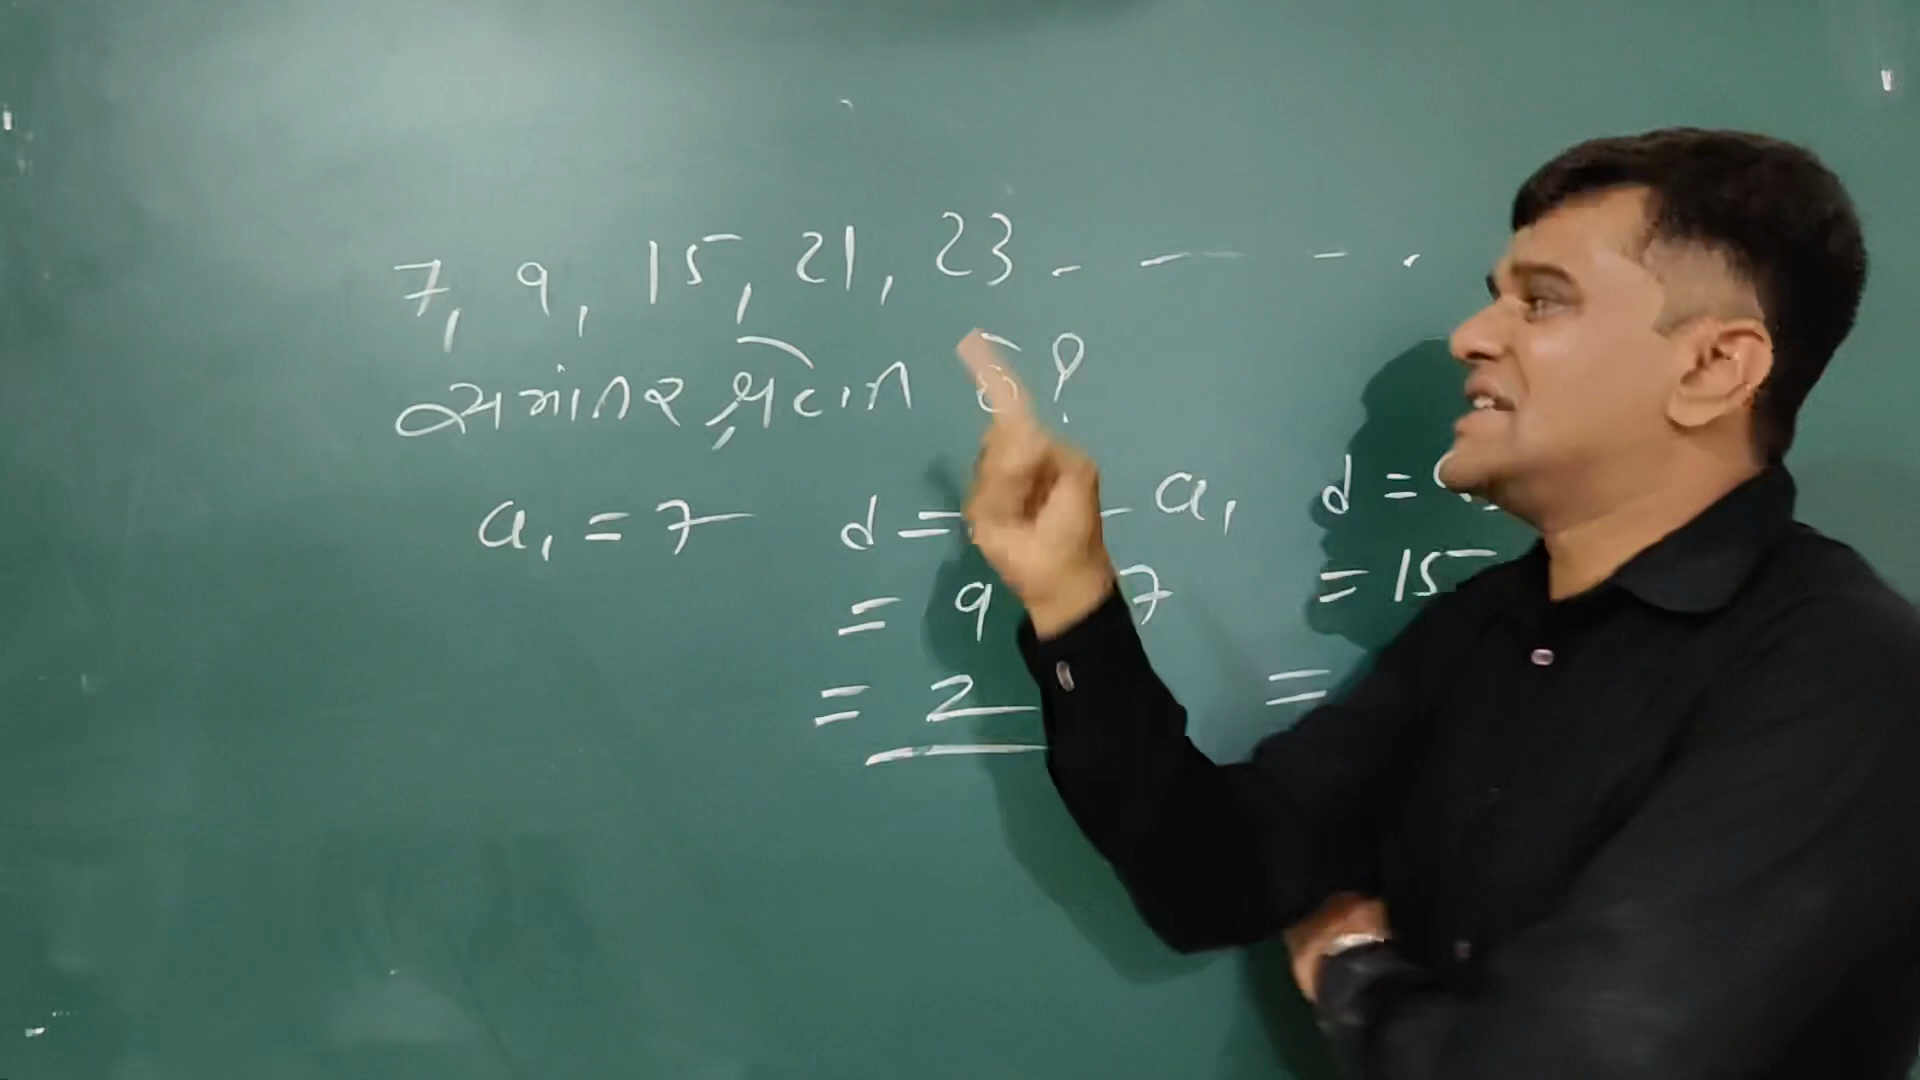 7, 9, 15, 21, 23 - - - .
સમાંતર શ્રેણી છે?
a₁ = 7 d = - a₁ d =
= 9 7 = 15
= 2 =